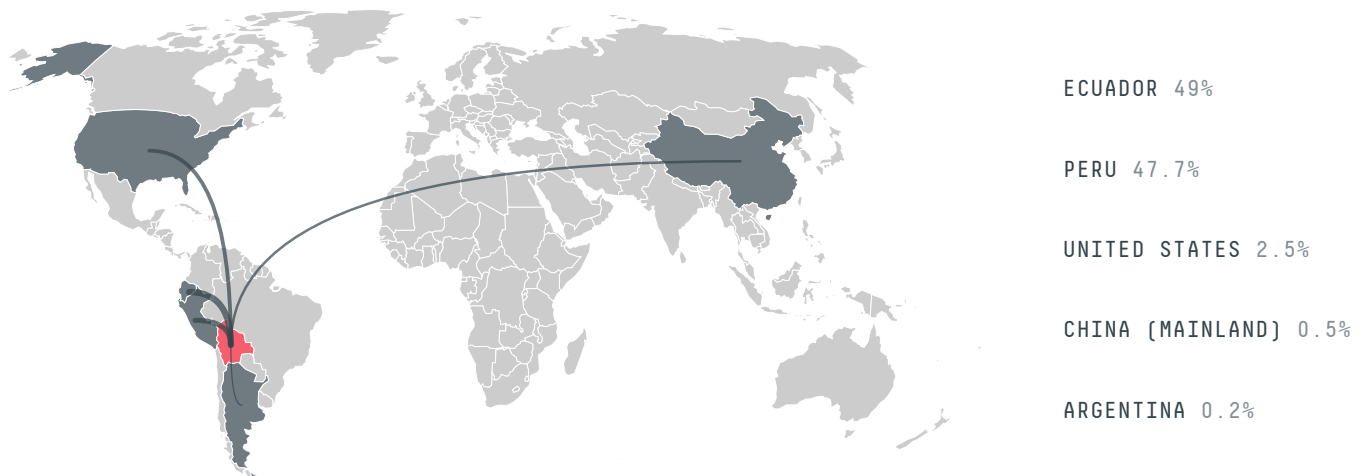 ECUADOR 49%
PERU 47.7%
UNITED STATES 2.5%
CHINA (MAINLAND) 0.5%
ARGENTINA 0.2%